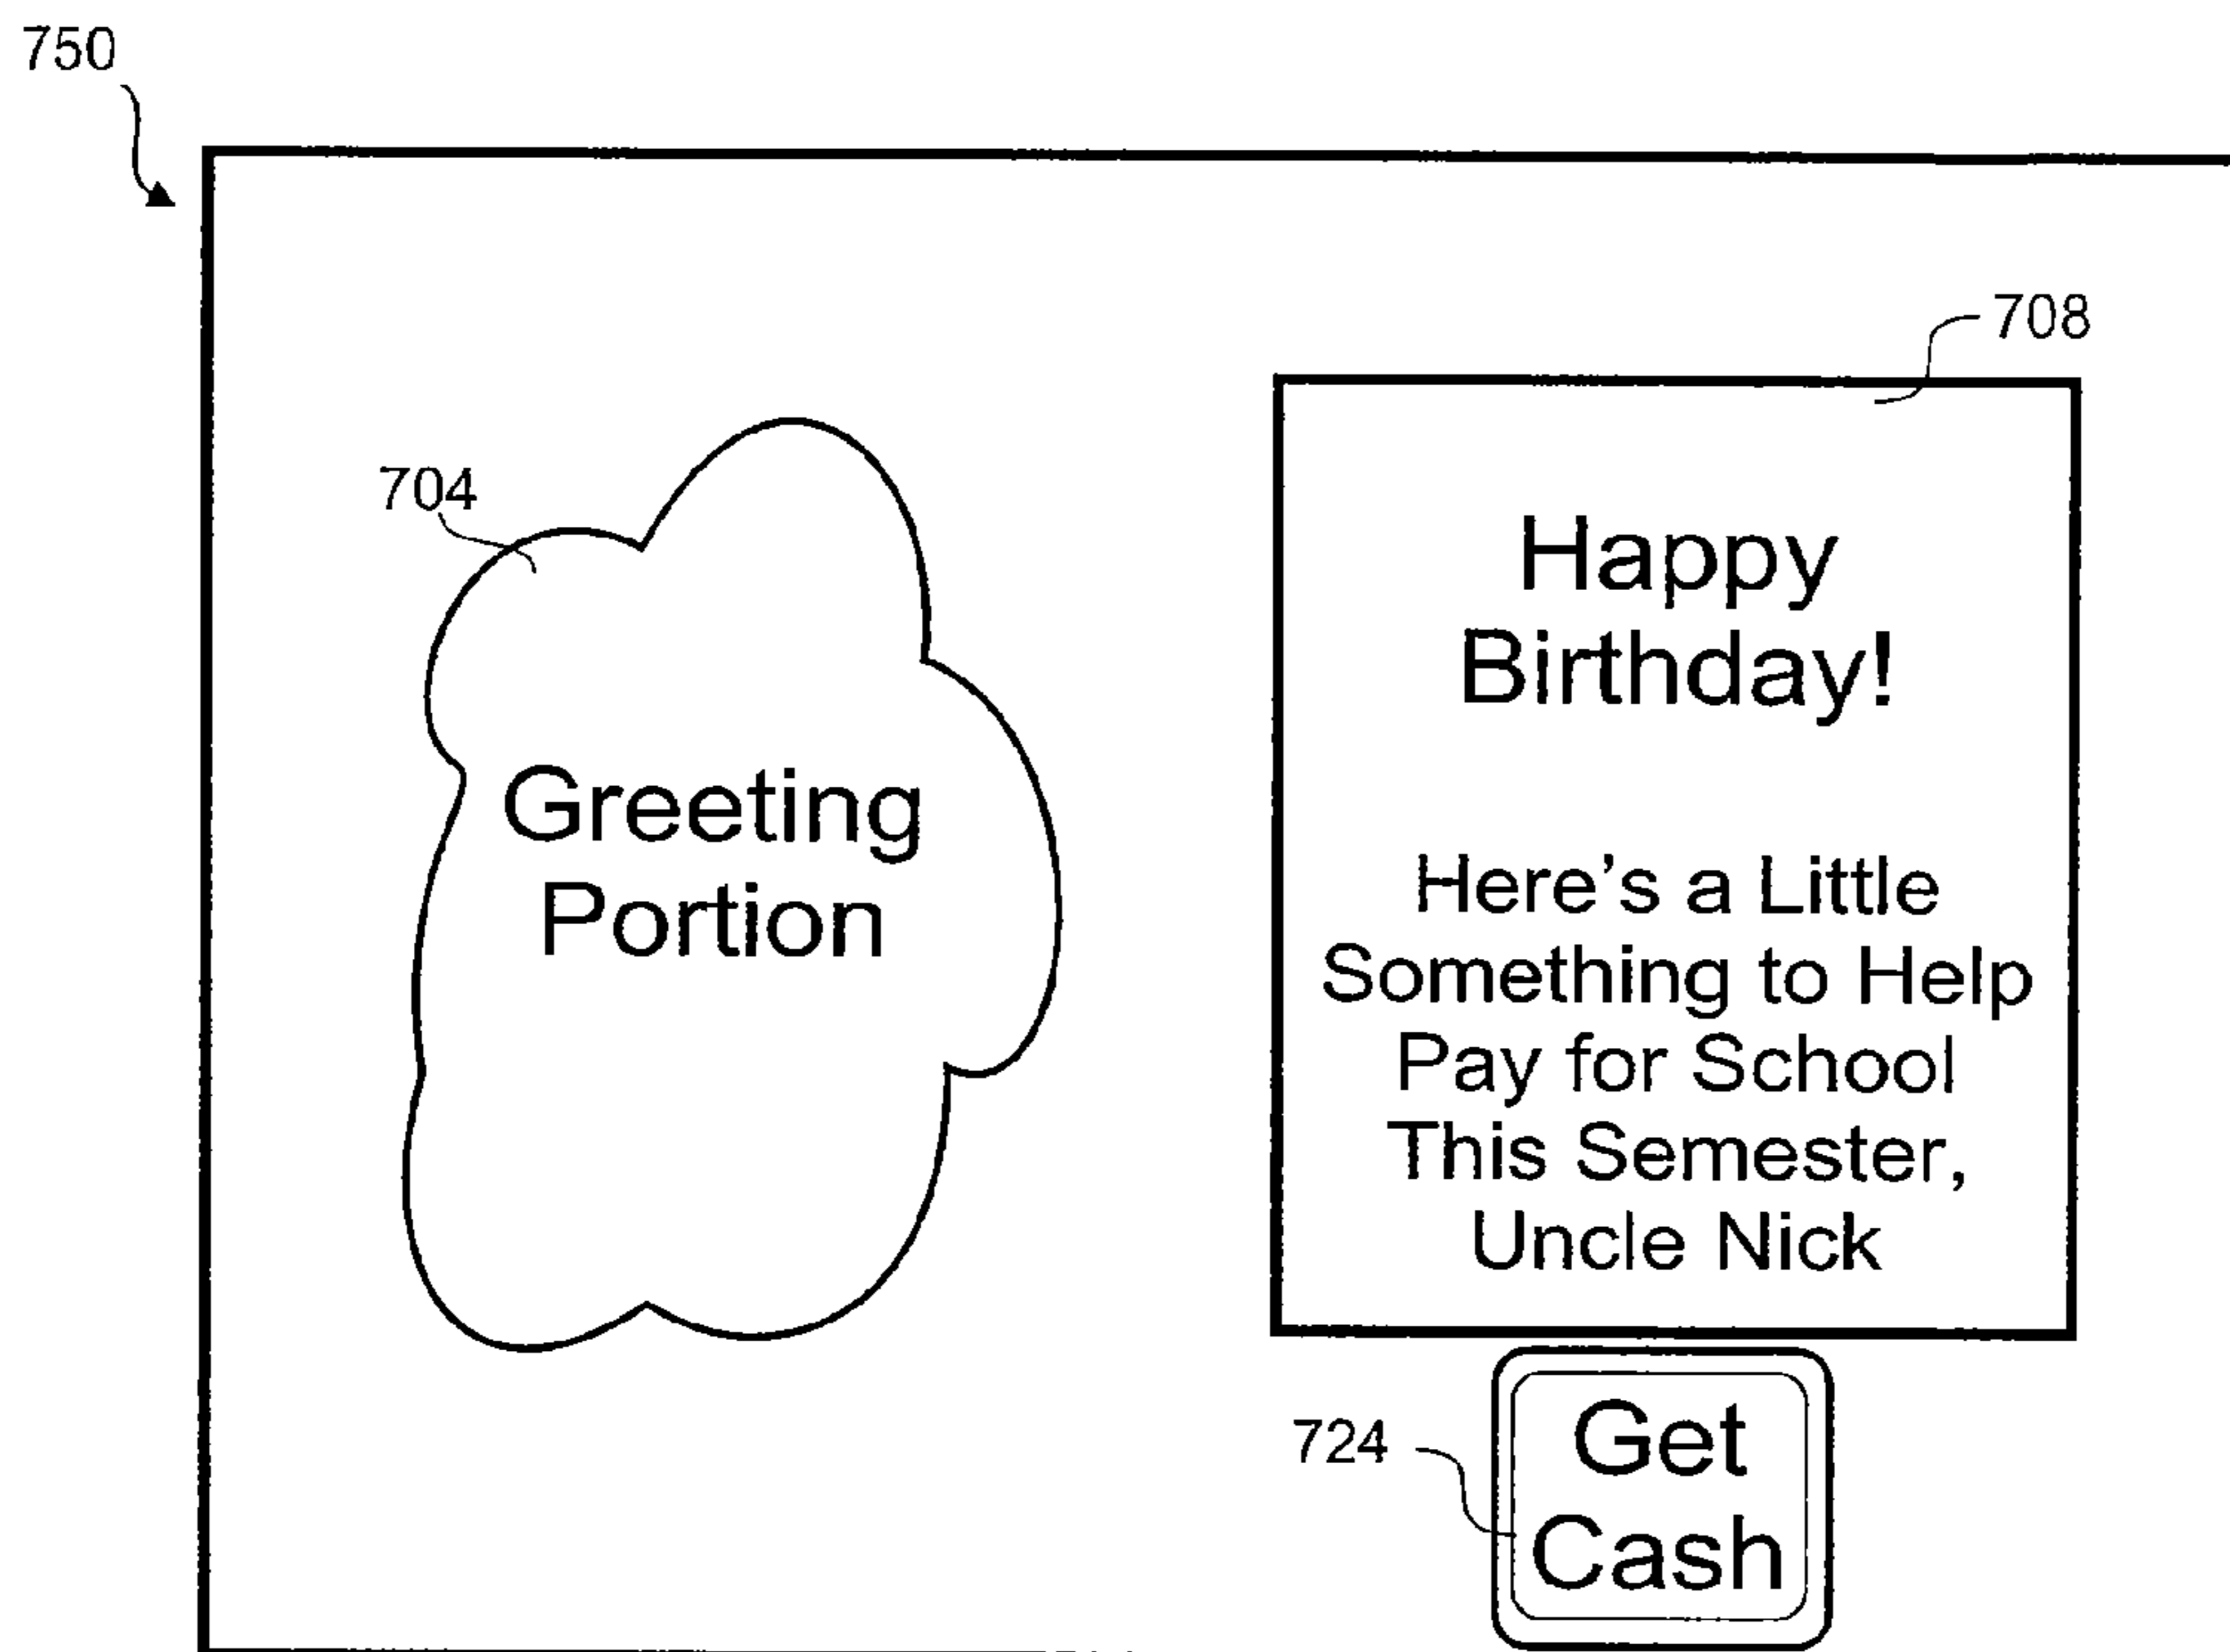 750
708
704
Happy
Birthday!
Greeting
Portion
Here's a Little
Something to Help
Pay for School
This Semester,
Uncle Nick
724
Get
Cash